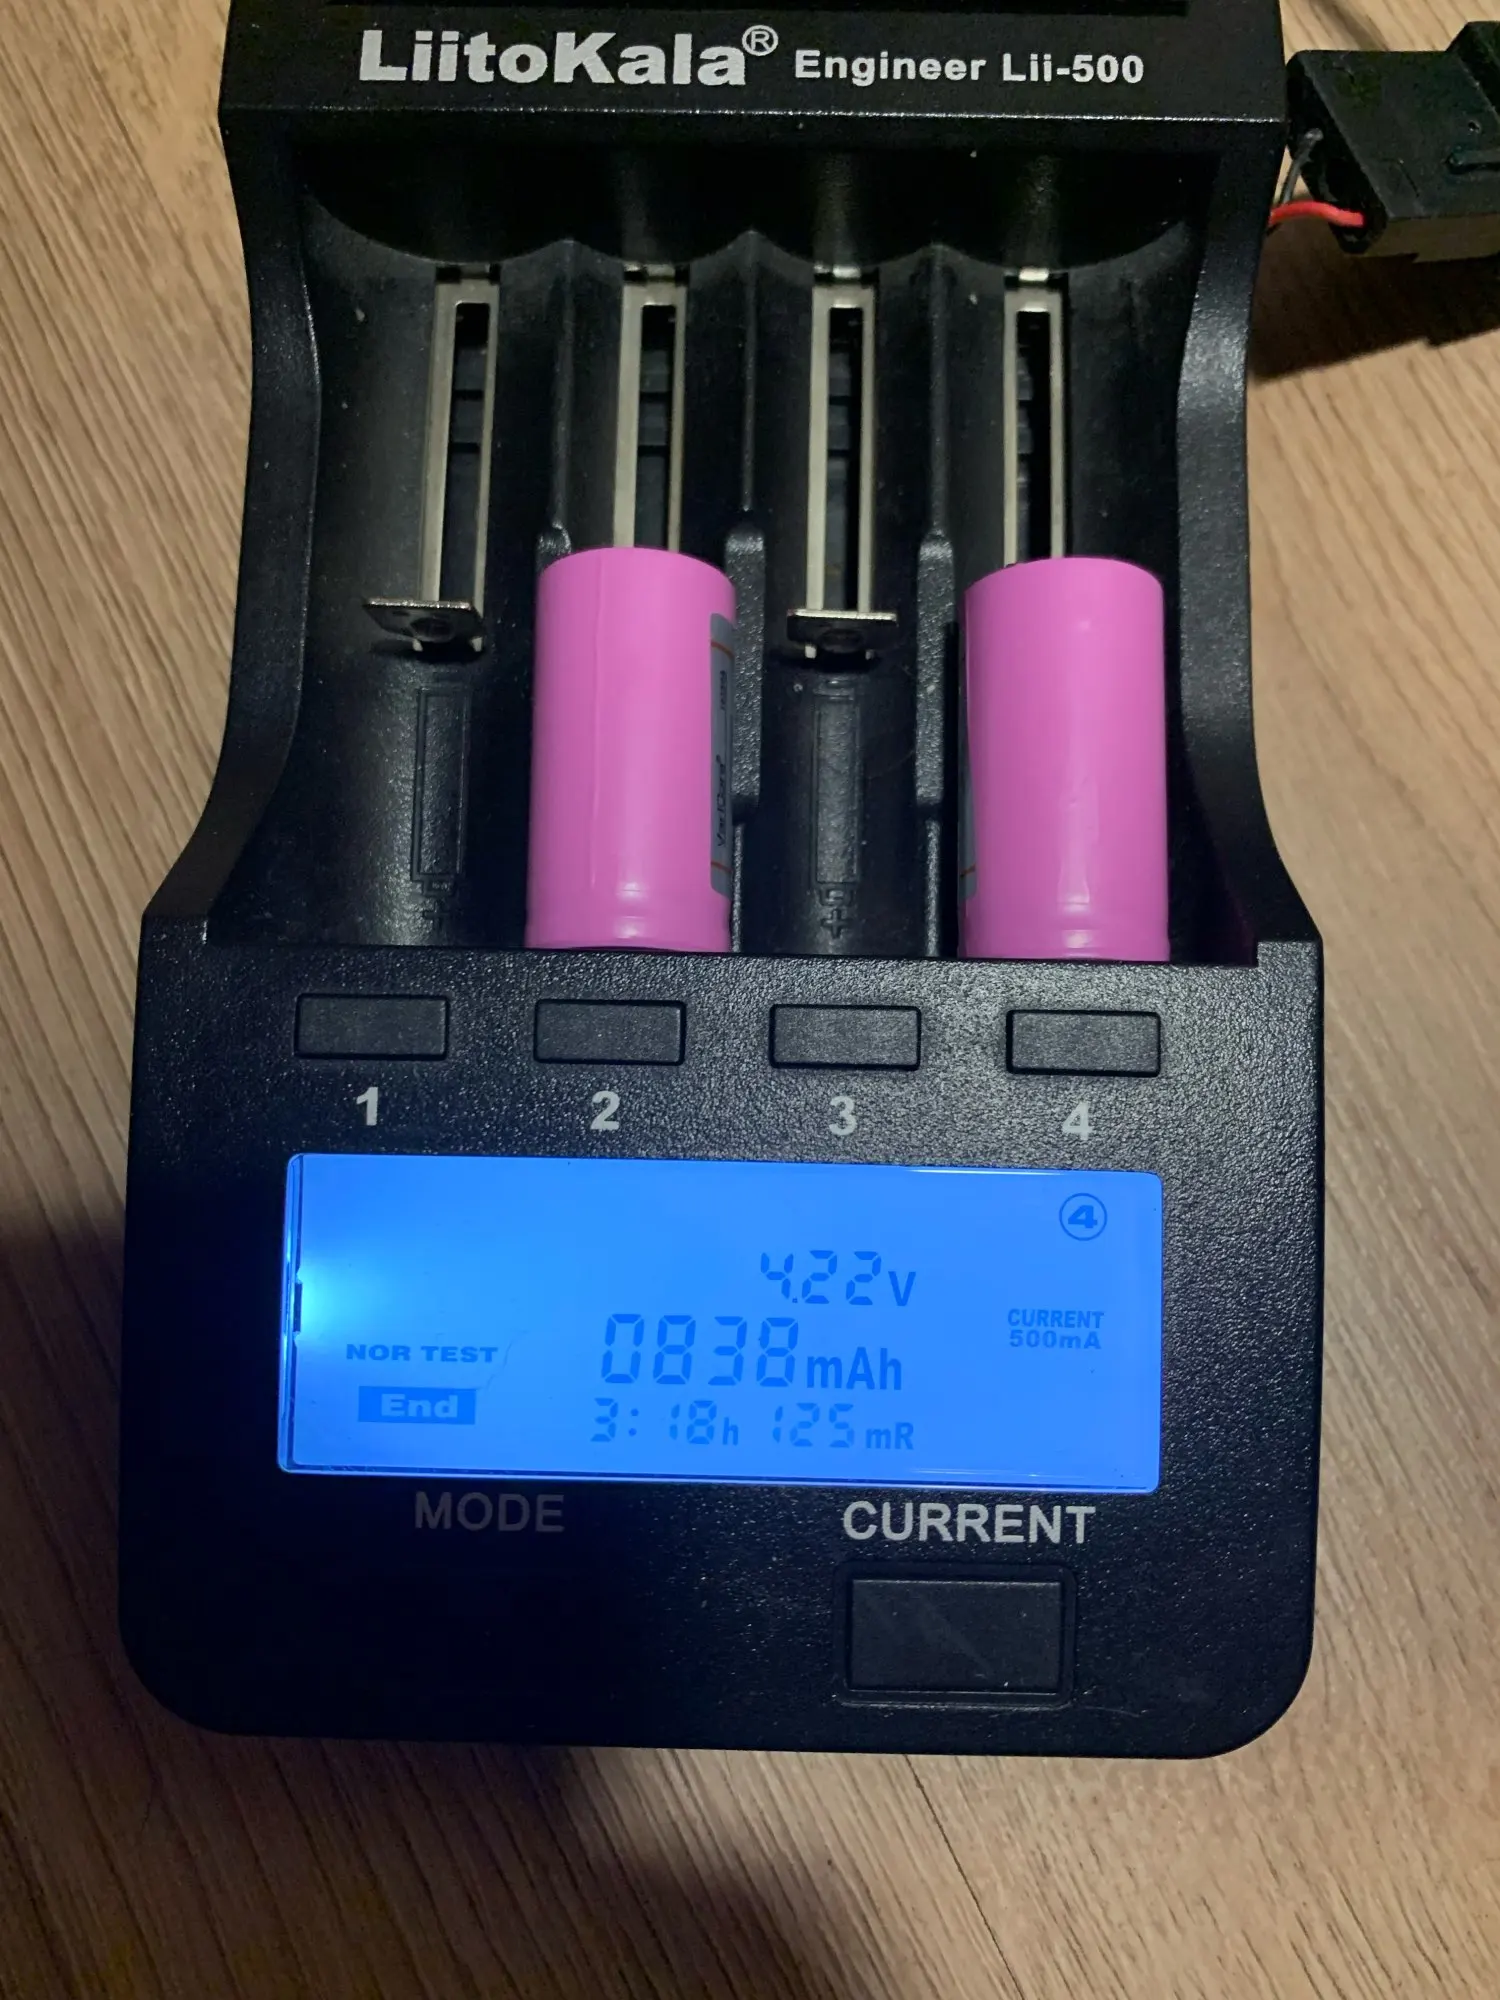 LiitoKala® Engineer Lii-500
1 2 3 4
④
4.22V
CURRENT
500mA
NOR TEST
0838mAh
End
3:18h 125mR
MODE
CURRENT